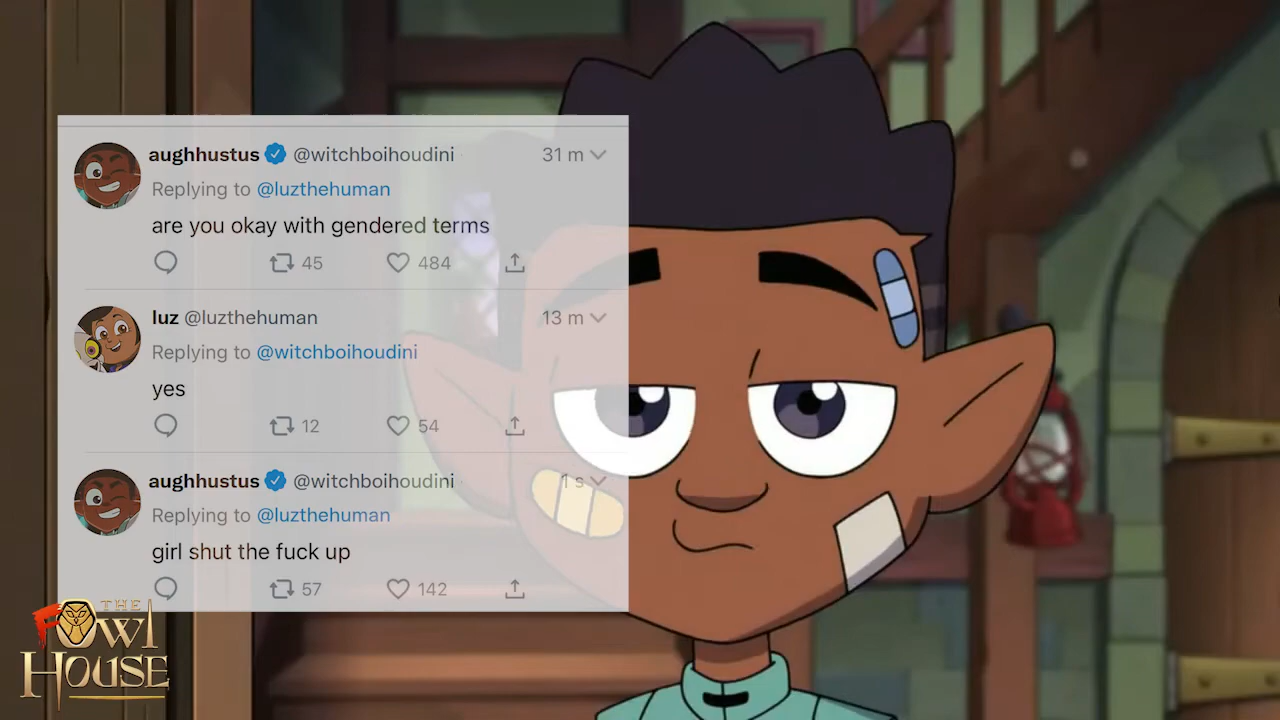 aughhustus @witchboihoudini 31 m
Replying to @luzthehuman
are you okay with gendered terms
45 484
luz @luzthehuman 13 m
Replying to @witchboihoudini
yes
12 54
aughhustus @witchboihoudini 1 s
Replying to @luzthehuman
girl shut the fuck up
57 142
THE
FOWL
HOUSE